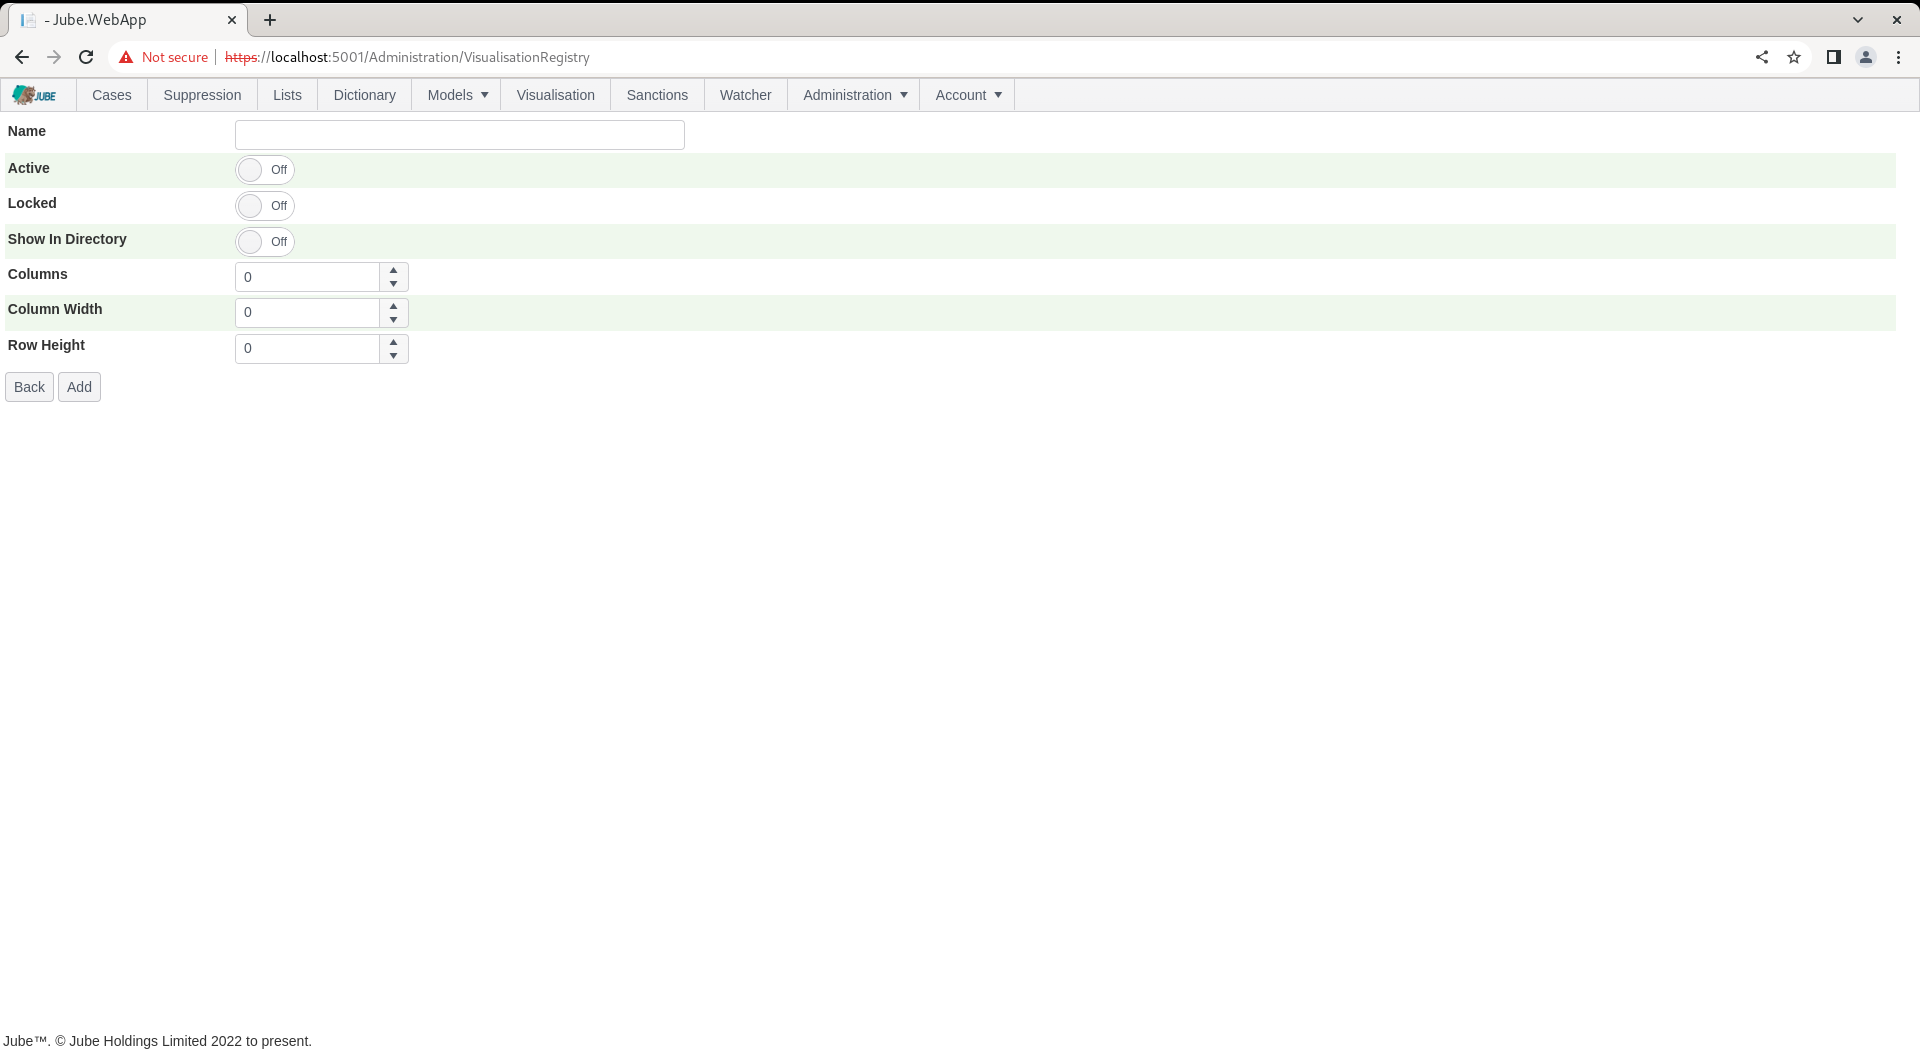 - Jube.WebApp
Not secure https://localhost:5001/Administration/VisualisationRegistry
JUBE Cases Suppression Lists Dictionary Models Visualisation Sanctions Watcher Administration Account
Name
Active Off
Locked Off
Show In Directory Off
Columns 0
Column Width 0
Row Height 0
Back Add
Jube™. © Jube Holdings Limited 2022 to present.